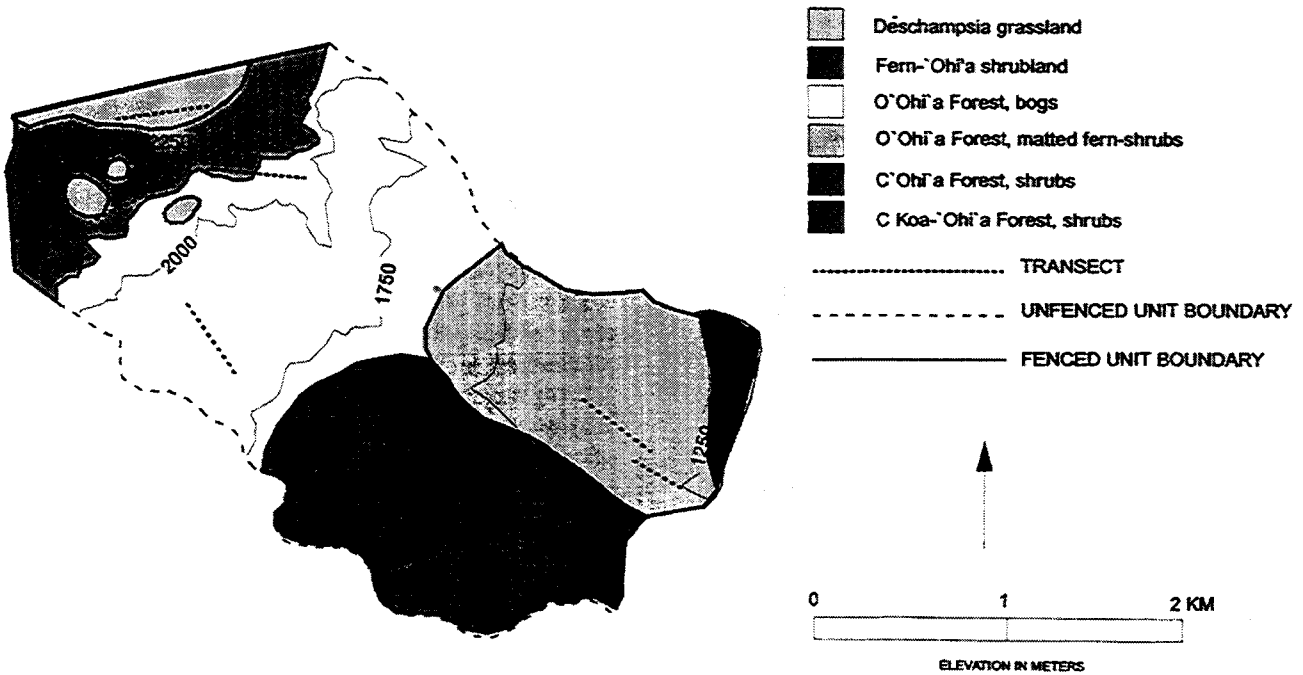 Deschampsia grassland
Fern-`Ohi'a shrubland
O`Ohi`a Forest, bogs
O`Ohi`a Forest, matted fern-shrubs
C`Ohi`a Forest, shrubs
C Koa-`Ohi`a Forest, shrubs
TRANSECT
UNFENCED UNIT BOUNDARY
FENCED UNIT BOUNDARY
2000
1750
1250
0 1 2 KM
ELEVATION IN METERS